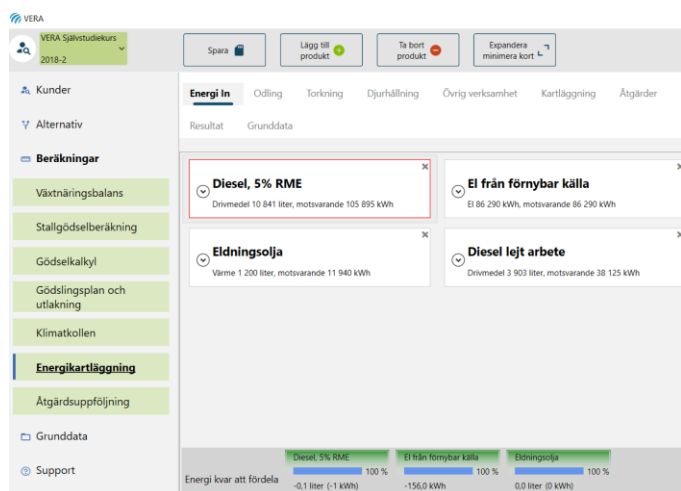 VERA
VERA Självstudiekurs
2018-2
Spara
Lägg till
produkt
Ta bort
produkt
Expandera
minimera kort
Kunder
Alternativ
Beräkningar
Växtnäringsbalans
Stallgödselberäkning
Gödselkalkyl
Gödslingsplan och
utlakning
Klimatkollen
Energikartläggning
Åtgärdsuppföljning
Grunddata
Support
Energi In
Odling
Torkning
Djurhållning
Övrig verksamhet
Kartläggning
Åtgärder
Resultat
Grunddata
Diesel, 5% RME
Drivmedel 10 841 liter, motsvarande 105 895 kWh
El från förnybar källa
El 86 290 kWh, motsvarande 86 290 kWh
Eldningsolja
Värme 1 200 liter, motsvarande 11 940 kWh
Diesel lejt arbete
Drivmedel 3 903 liter, motsvarande 38 125 kWh
Energi kvar att fördela
Diesel, 5% RME
100 %
-0,1 liter (-1 kWh)
El från förnybar källa
100 %
-156,0 kWh
Eldningsolja
100 %
0,0 liter (0 kWh)